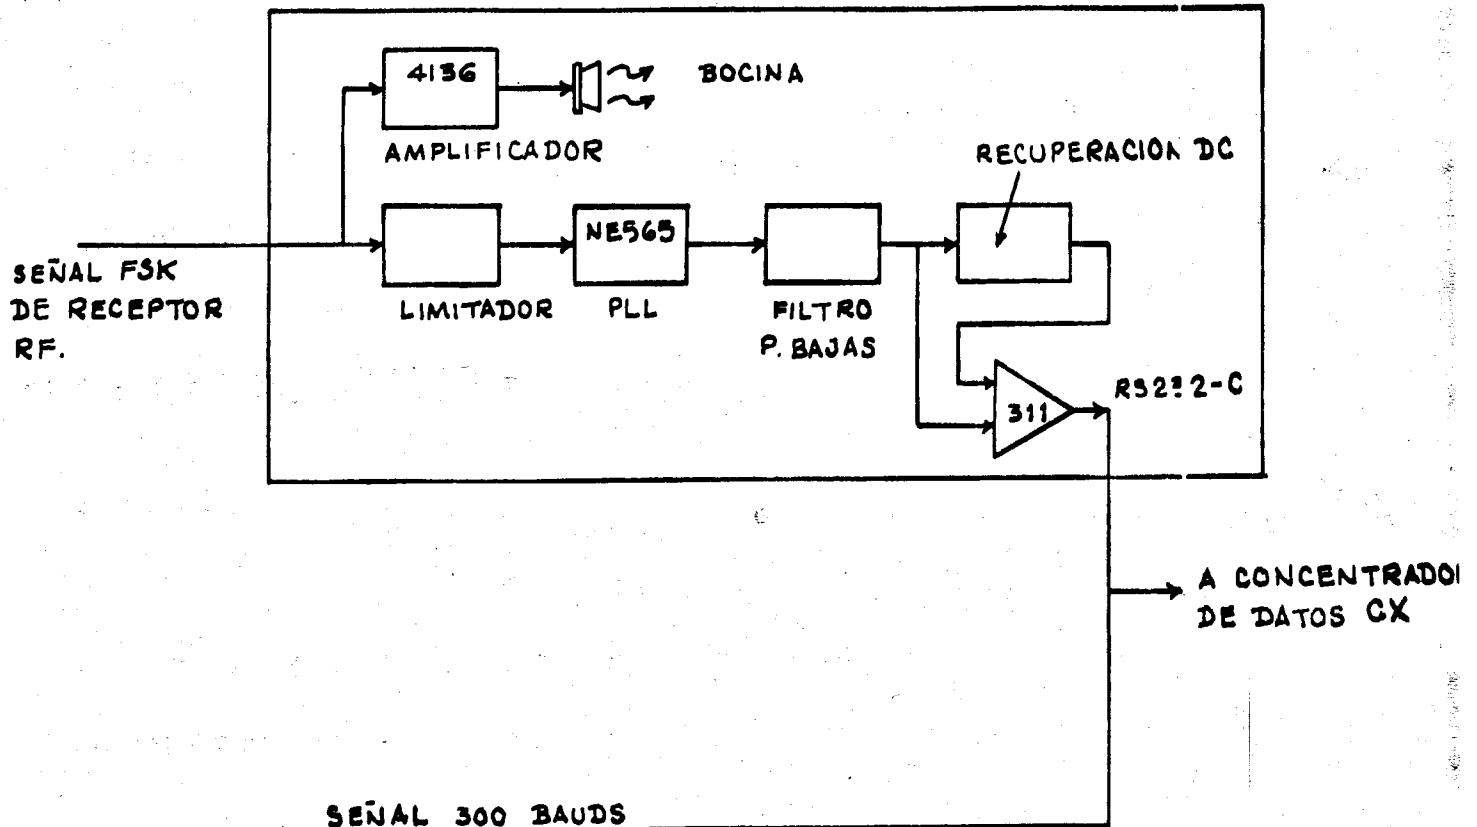 4136
BOCINA
AMPLIFICADOR
RECUPERACION DC
NE565
SEÑAL FSK
DE RECEPTOR
RF.
LIMITADOR
PLL
FILTRO
P. BAJAS
RS232-C
311
A CONCENTRADO
DE DATOS CX
SEÑAL 300 BAUDS